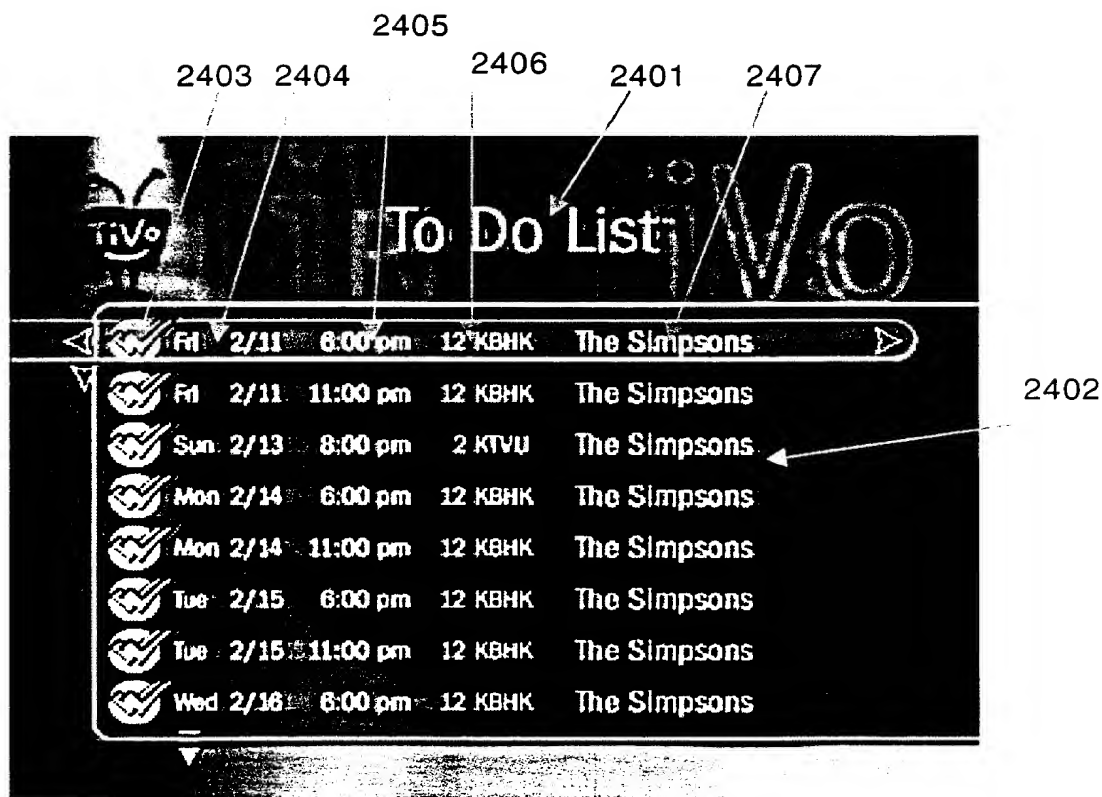 2405
2403 2404 2406 2401 2407
TiVo
To Do List
iVo
Fri 2/11 6:00 pm 12 KBHK The Simpsons
2402
Fri 2/11 11:00 pm 12 KBHK The Simpsons
Sun 2/13 8:00 pm 2 KTVU The Simpsons
Mon 2/14 6:00 pm 12 KBHK The Simpsons
Mon 2/14 11:00 pm 12 KBHK The Simpsons
Tue 2/15 6:00 pm 12 KBHK The Simpsons
Tue 2/15 11:00 pm 12 KBHK The Simpsons
Wed 2/16 6:00 pm 12 KBHK The Simpsons